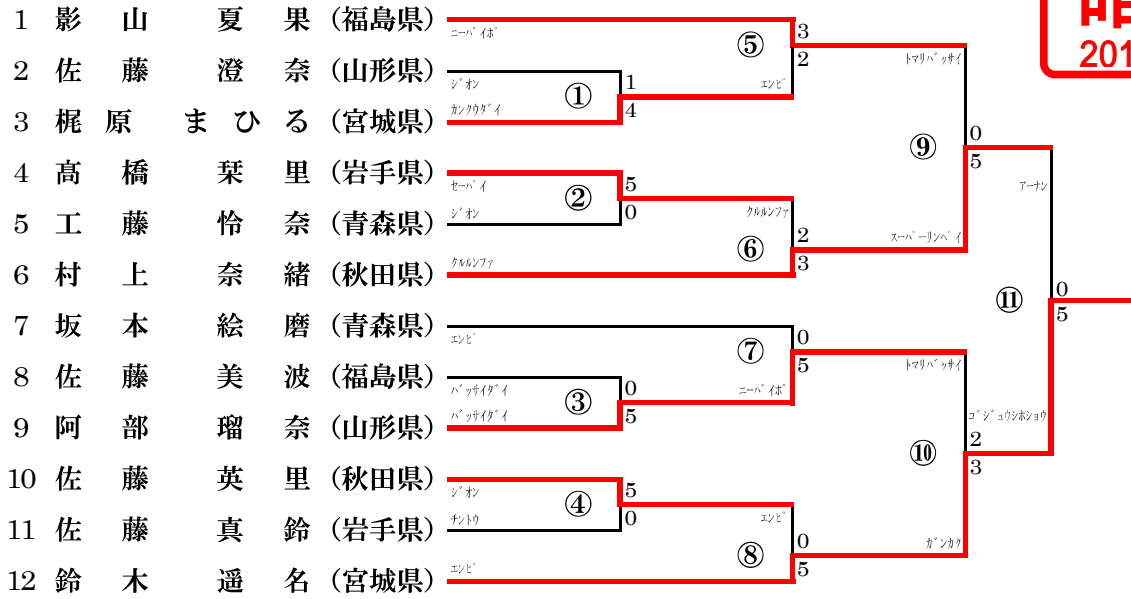 1 影山 夏果 (福島県)
ニーパイポ
⑤
3
2
トマリバッサイ
201
2 佐藤 澄奈 (山形県)
ジオン
①
1
4
エンピ
3 梶原 まひる (宮城県)
カンクウダイ
⑨
0
5
4 髙橋 栞里 (岩手県)
セーパイ
②
5
0
アーナン
5 工藤 怜奈 (青森県)
ジオン
クルルンファ
⑥
2
3
スーパーリンペイ
6 村上 奈緒 (秋田県)
クルルンファ
⑪
0
5
7 坂本 絵磨 (青森県)
エンピ
⑦
0
5
トマリバッサイ
8 佐藤 美波 (福島県)
バッサイダイ
③
0
5
ニーパイポ
9 阿部 瑠奈 (山形県)
バッサイダイ
ゴジュウシホショウ
⑩
2
3
10 佐藤 英里 (秋田県)
ジオン
④
5
0
エンピ
11 佐藤 真鈴 (岩手県)
チントウ
⑧
0
5
ガンカク
12 鈴木 遥名 (宮城県)
エンピ